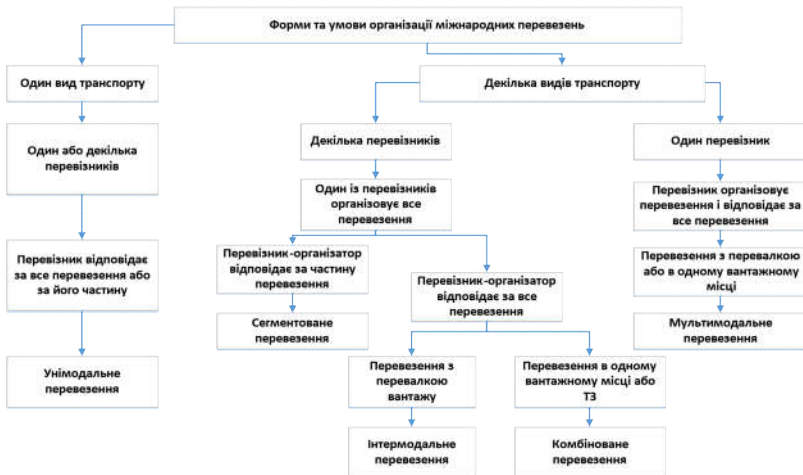 Форми та умови організації міжнародних перевезень
Один вид транспорту
Декілька видів транспорту
Один або декілька
перевізників
Декілька перевізників
Один перевізник
Один із перевізників
організовує все
перевезення
Перевізник організовує
перевезення і відповідає за
все перевезення
Перевізник відповідає
за все перевезення або
за його частину
Перевізник-організатор
відповідає за частину
перевезення
Перевізник-організатор
відповідає за все
перевезення
Перевезення з перевалкою
або в одному вантажному
місці
Сегментоване
перевезення
Мультимодальне
перевезення
Унімодальне
перевезення
Перевезення з
перевалкою
вантажу
Перевезення в одному
вантажному місці або
ТЗ
Інтермодальне
перевезення
Комбіноване
перевезення